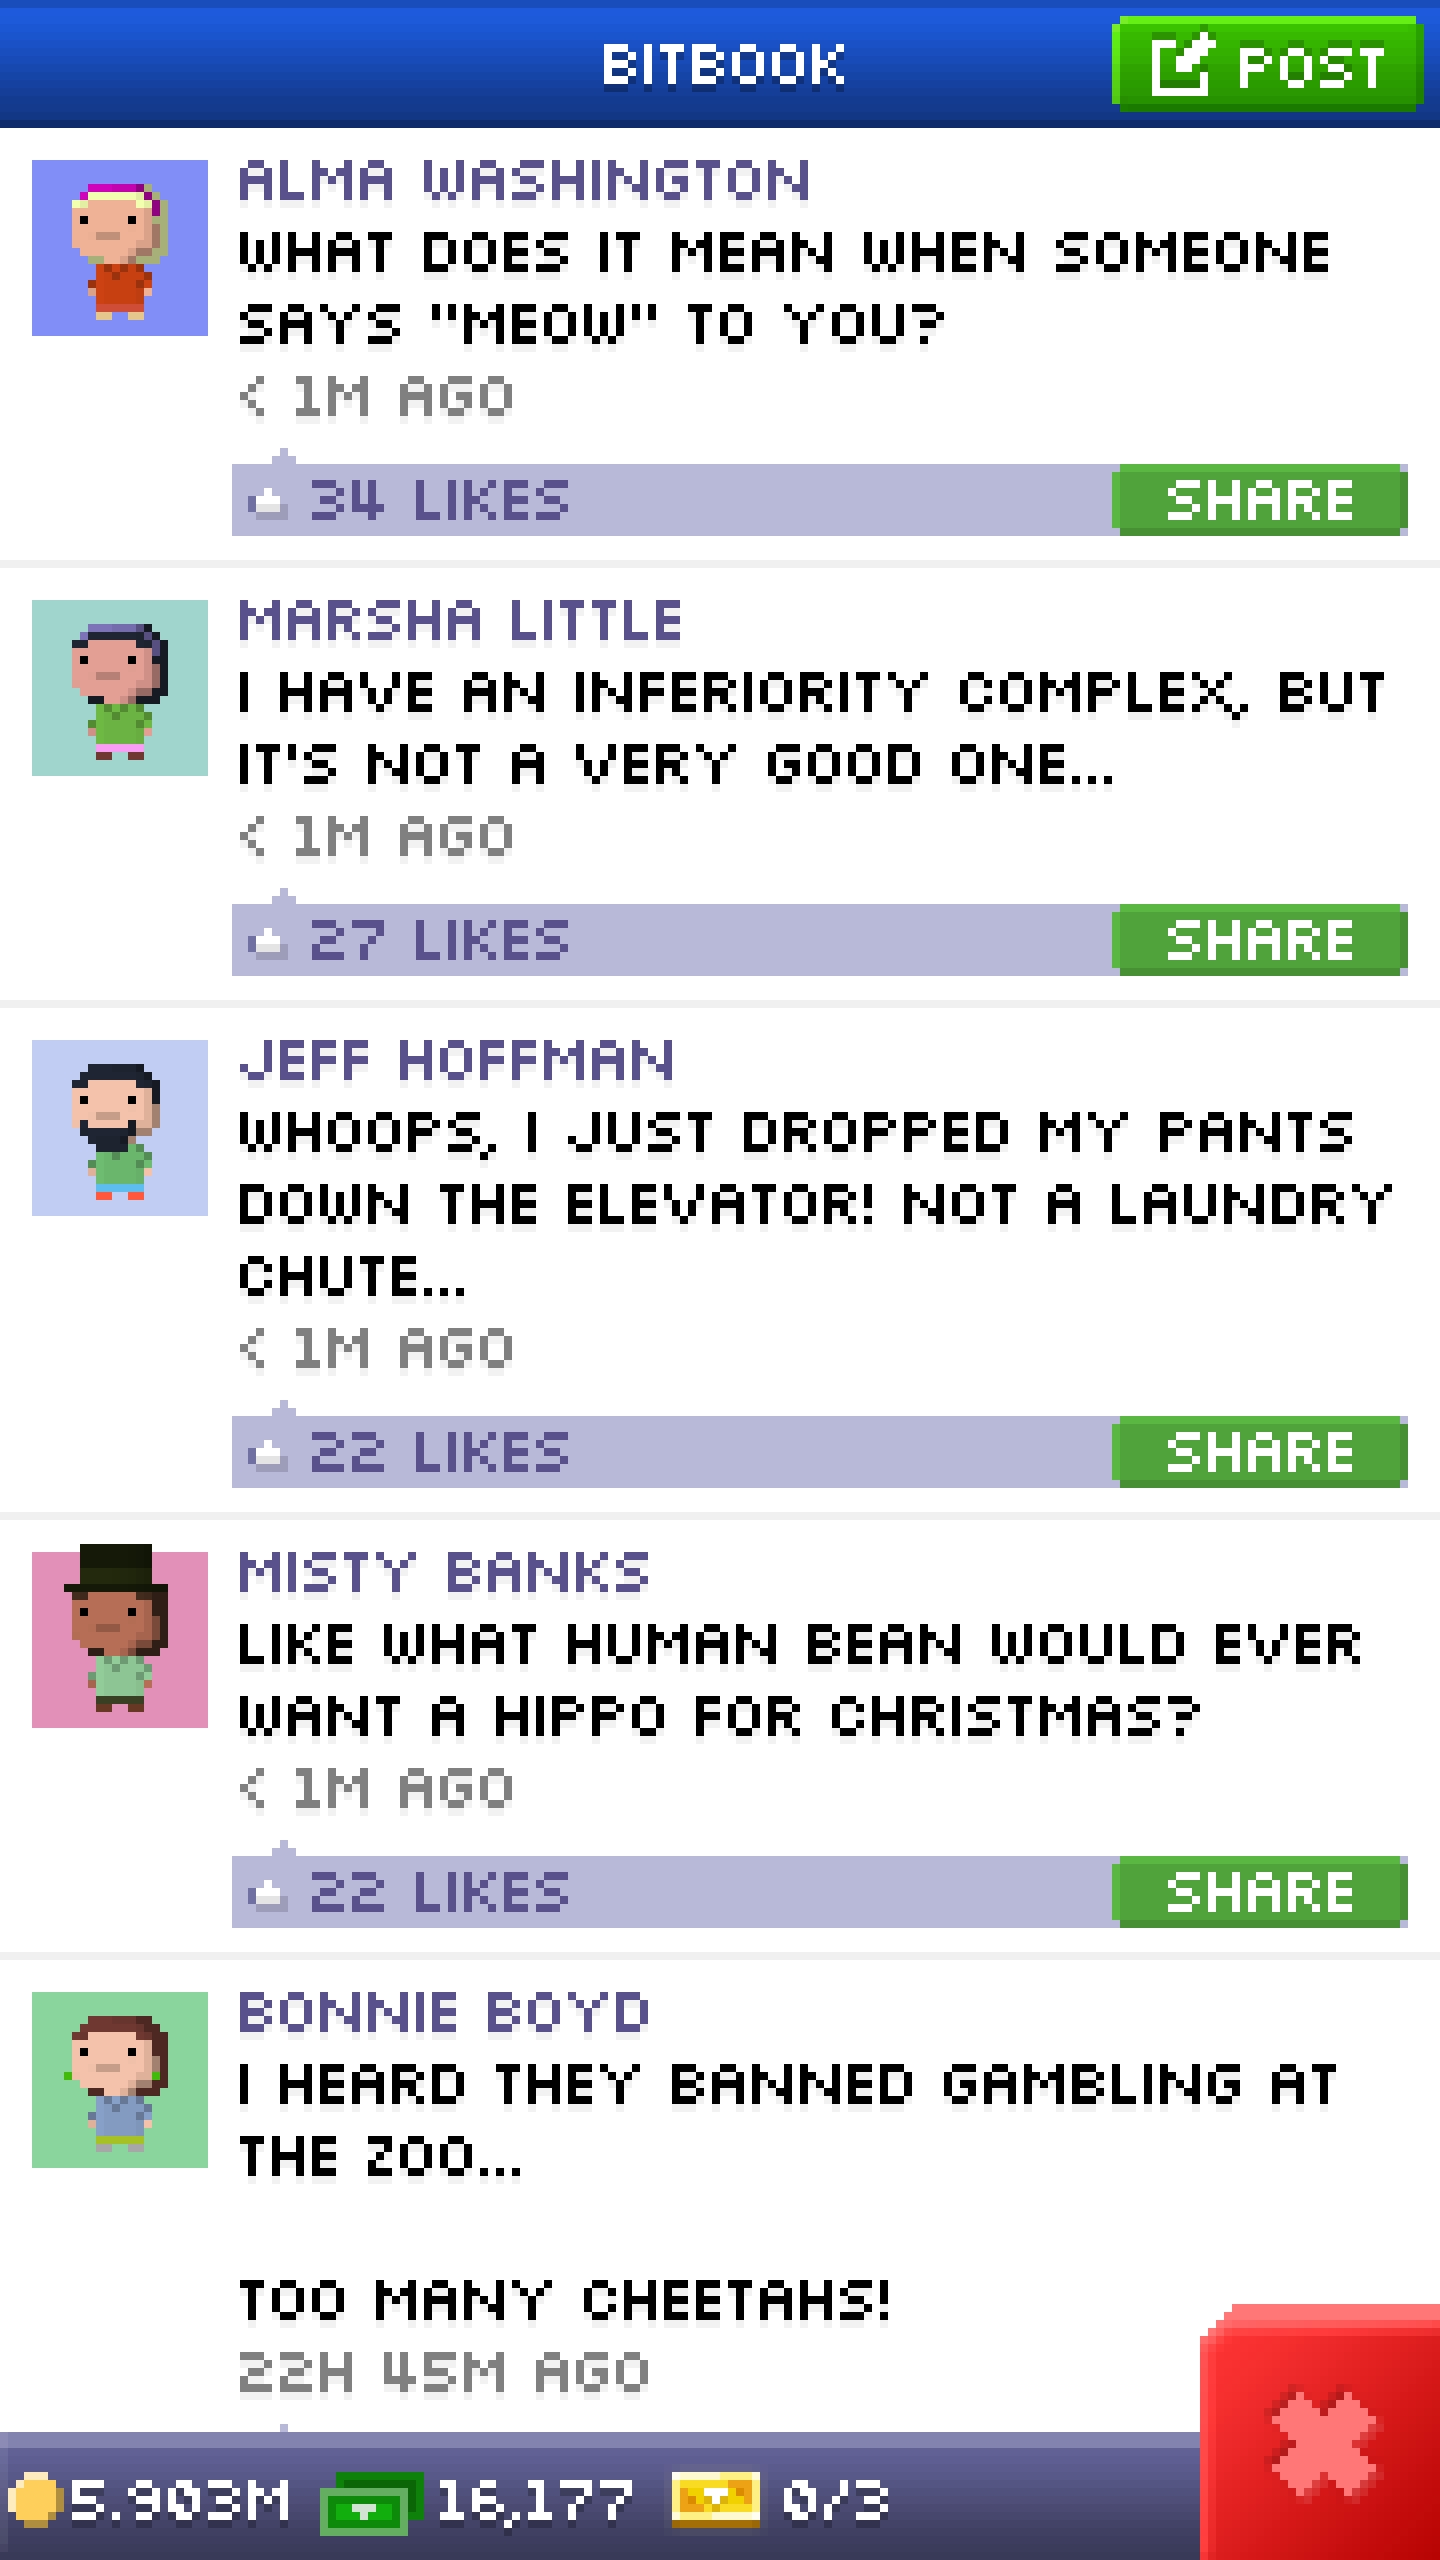 BITBOOK
POST
ALMA WASHINGTON
WHAT DOES IT MEAN WHEN SOMEONE
SAYS "MEOW" TO YOU?
< 1M AGO
34 LIKES
SHARE
MARSHA LITTLE
I HAVE AN INFERIORITY COMPLEX, BUT
IT'S NOT A VERY GOOD ONE...
< 1M AGO
27 LIKES
SHARE
JEFF HOFFMAN
WHOOPS, I JUST DROPPED MY PANTS
DOWN THE ELEVATOR! NOT A LAUNDRY
CHUTE...
< 1M AGO
22 LIKES
SHARE
MISTY BANKS
LIKE WHAT HUMAN BEAN WOULD EVER
WANT A HIPPO FOR CHRISTMAS?
< 1M AGO
22 LIKES
SHARE
BONNIE BOYD
I HEARD THEY BANNED GAMBLING AT
THE ZOO...
TOO MANY CHEETAHS!
22H 45M AGO
5.903M 16,177 0/3